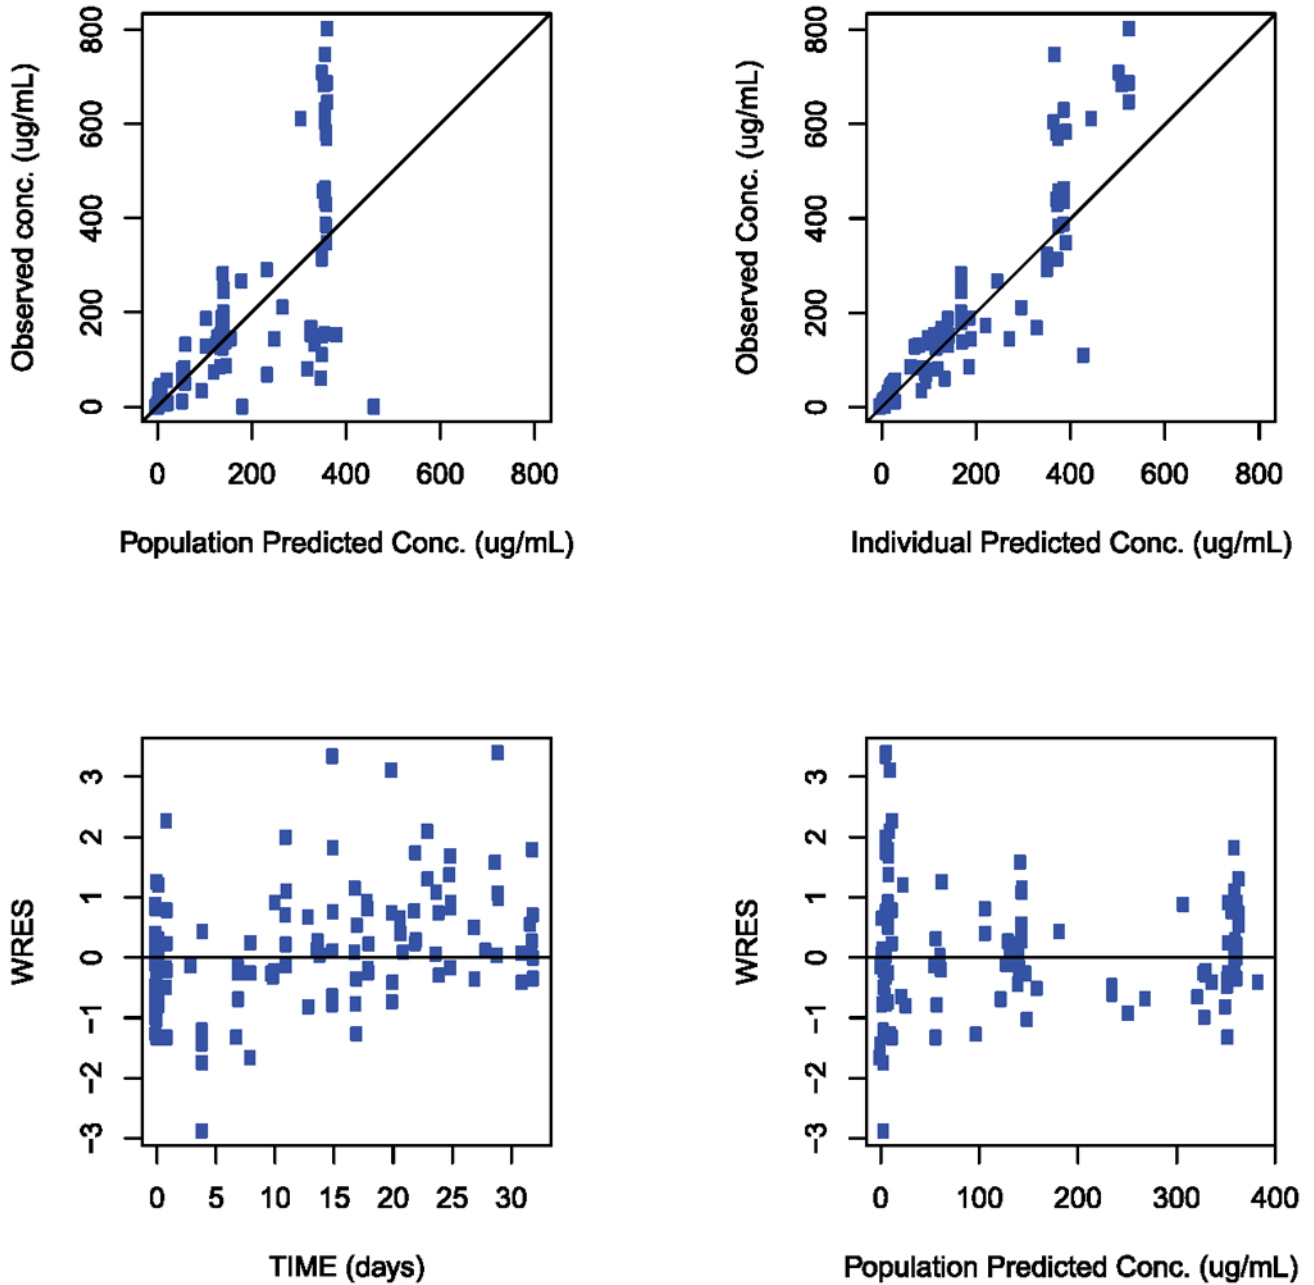 Observed conc. (ug/mL)
800
600
400
200
0
0 200 400 600 800
Population Predicted Conc. (ug/mL)
Observed Conc. (ug/mL)
800
600
400
200
0
0 200 400 600 800
Individual Predicted Conc. (ug/mL)
WRES
3
2
1
0
−1
−2
−3
0 5 10 15 20 25 30
TIME (days)
WRES
3
2
1
0
−1
−2
−3
0 100 200 300 400
Population Predicted Conc. (ug/mL)